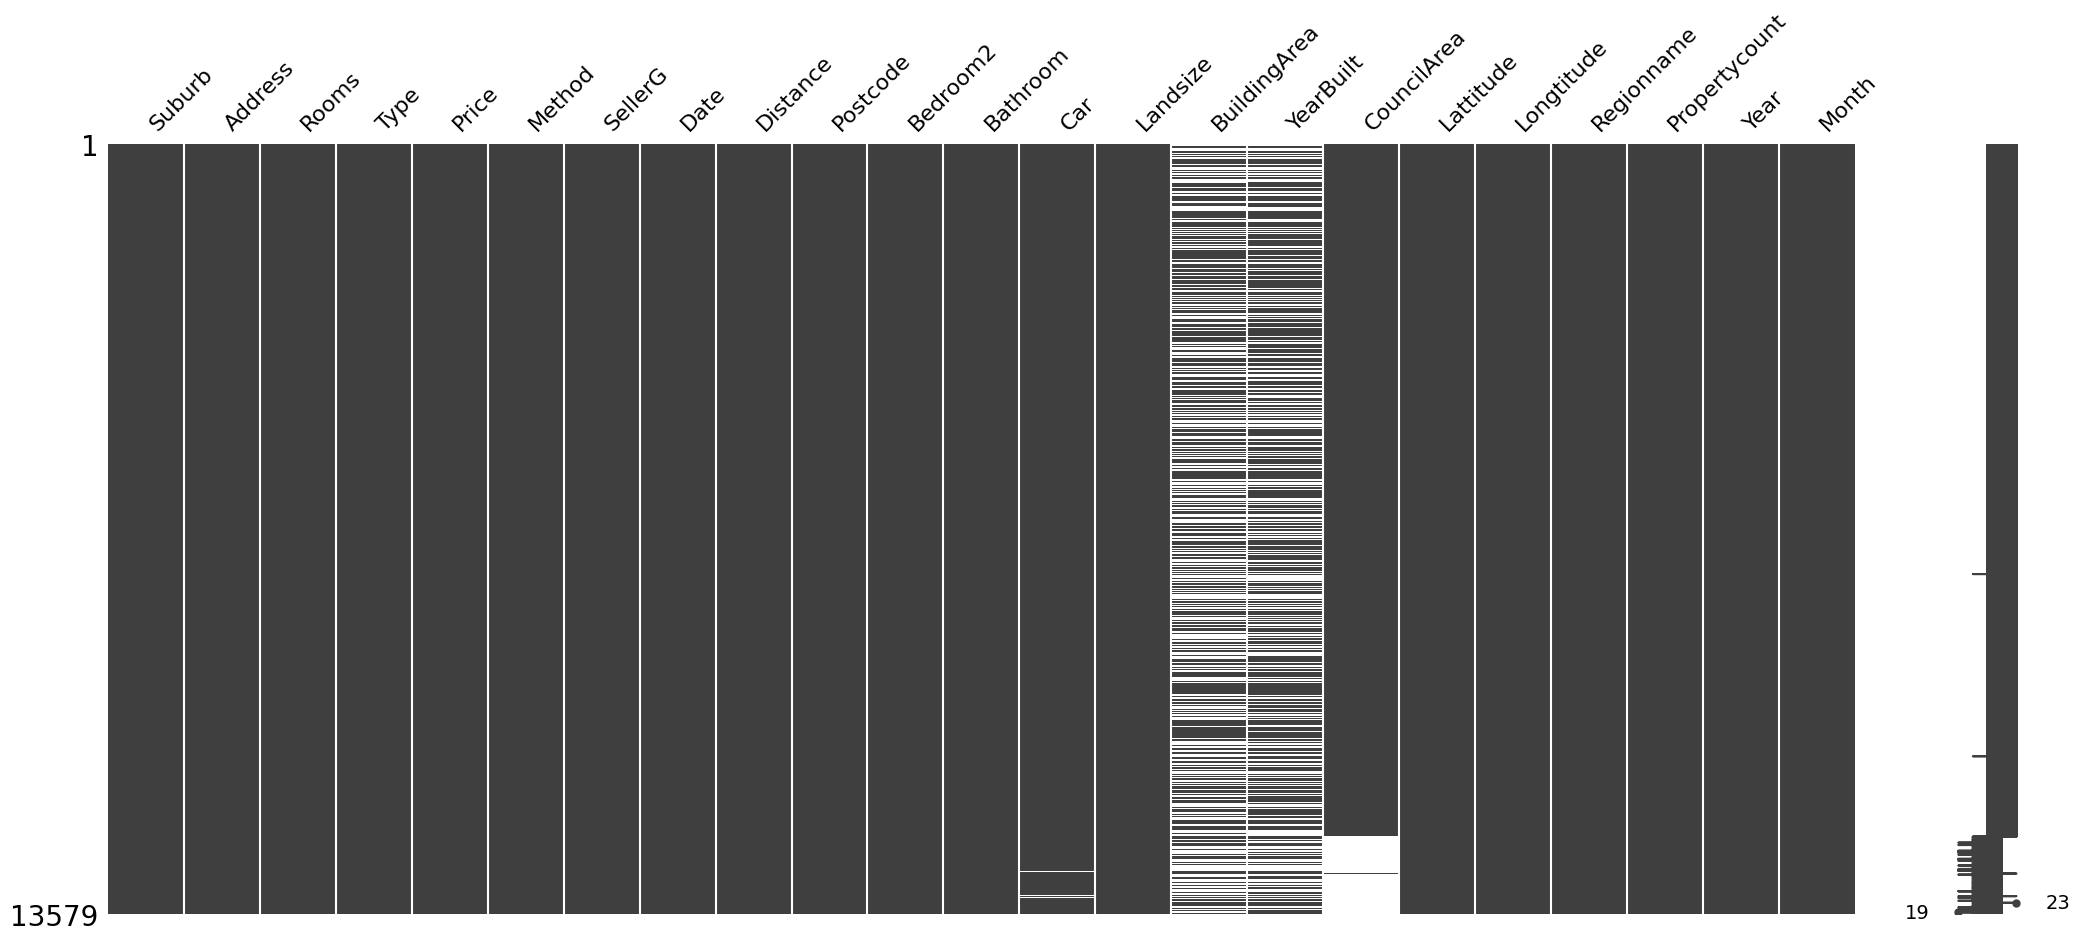 Suburb
Address
Rooms
Type
Price
Method
SellerG
Date
Distance
Postcode
Bedroom2
Bathroom
Car
Landsize
BuildingArea
YearBuilt
CouncilArea
Lattitude
Longtitude
Regionname
Propertycount
Year
Month
1
13579
19
23